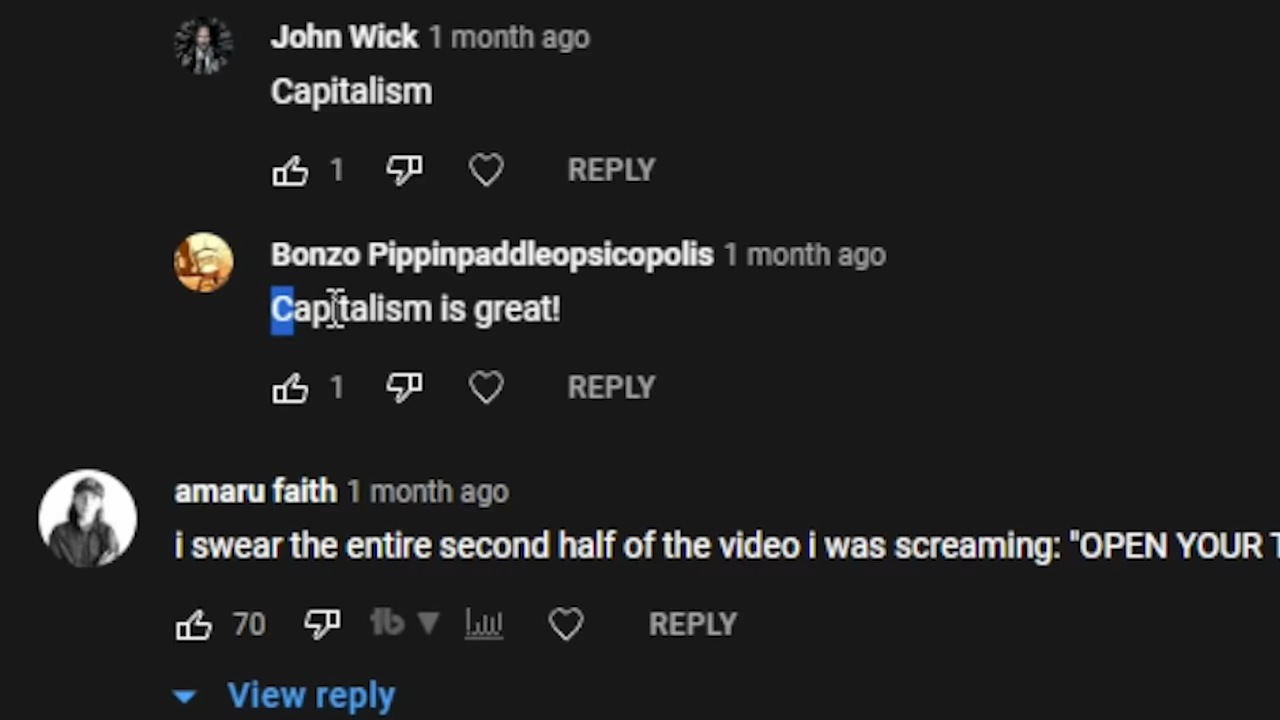 John Wick 1 month ago
Capitalism
1 REPLY
Bonzo Pippinpaddleopsicopolis 1 month ago
Capitalism is great!
1 REPLY
amaru faith 1 month ago
i swear the entire second half of the video i was screaming: "OPEN YOUR T
70 tb REPLY
View reply